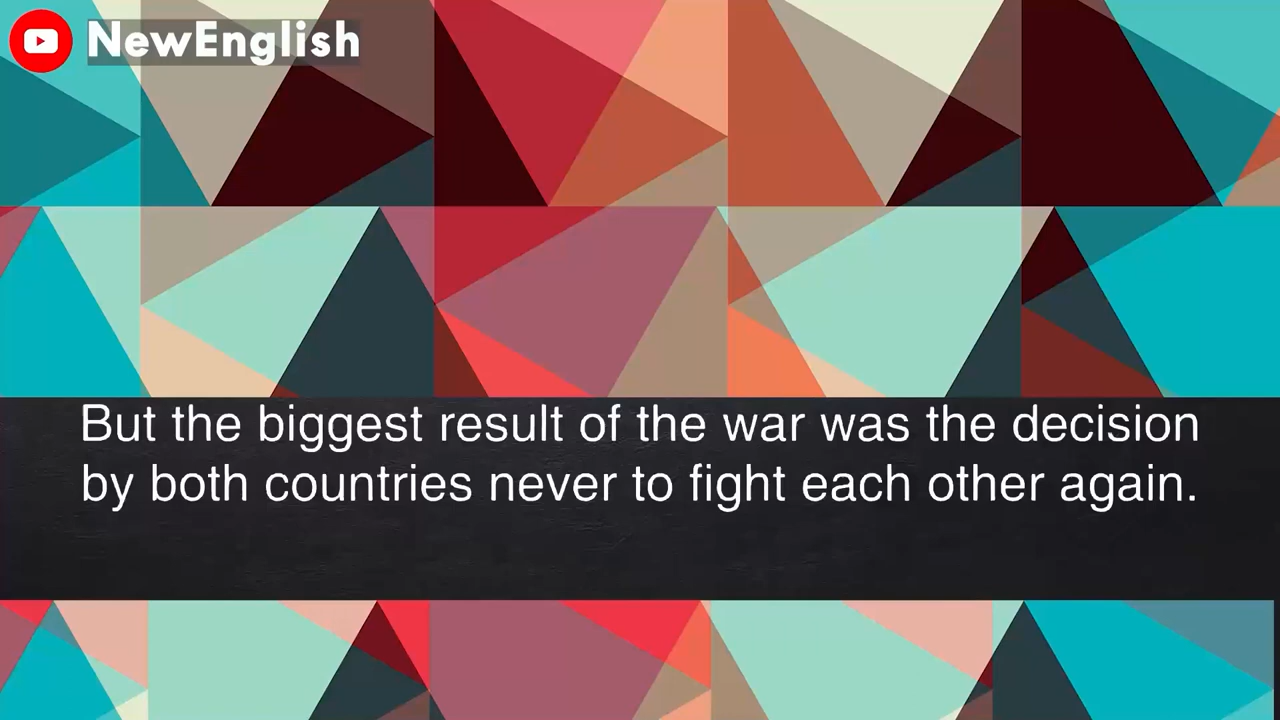 NewEnglish
But the biggest result of the war was the decision
by both countries never to fight each other again.